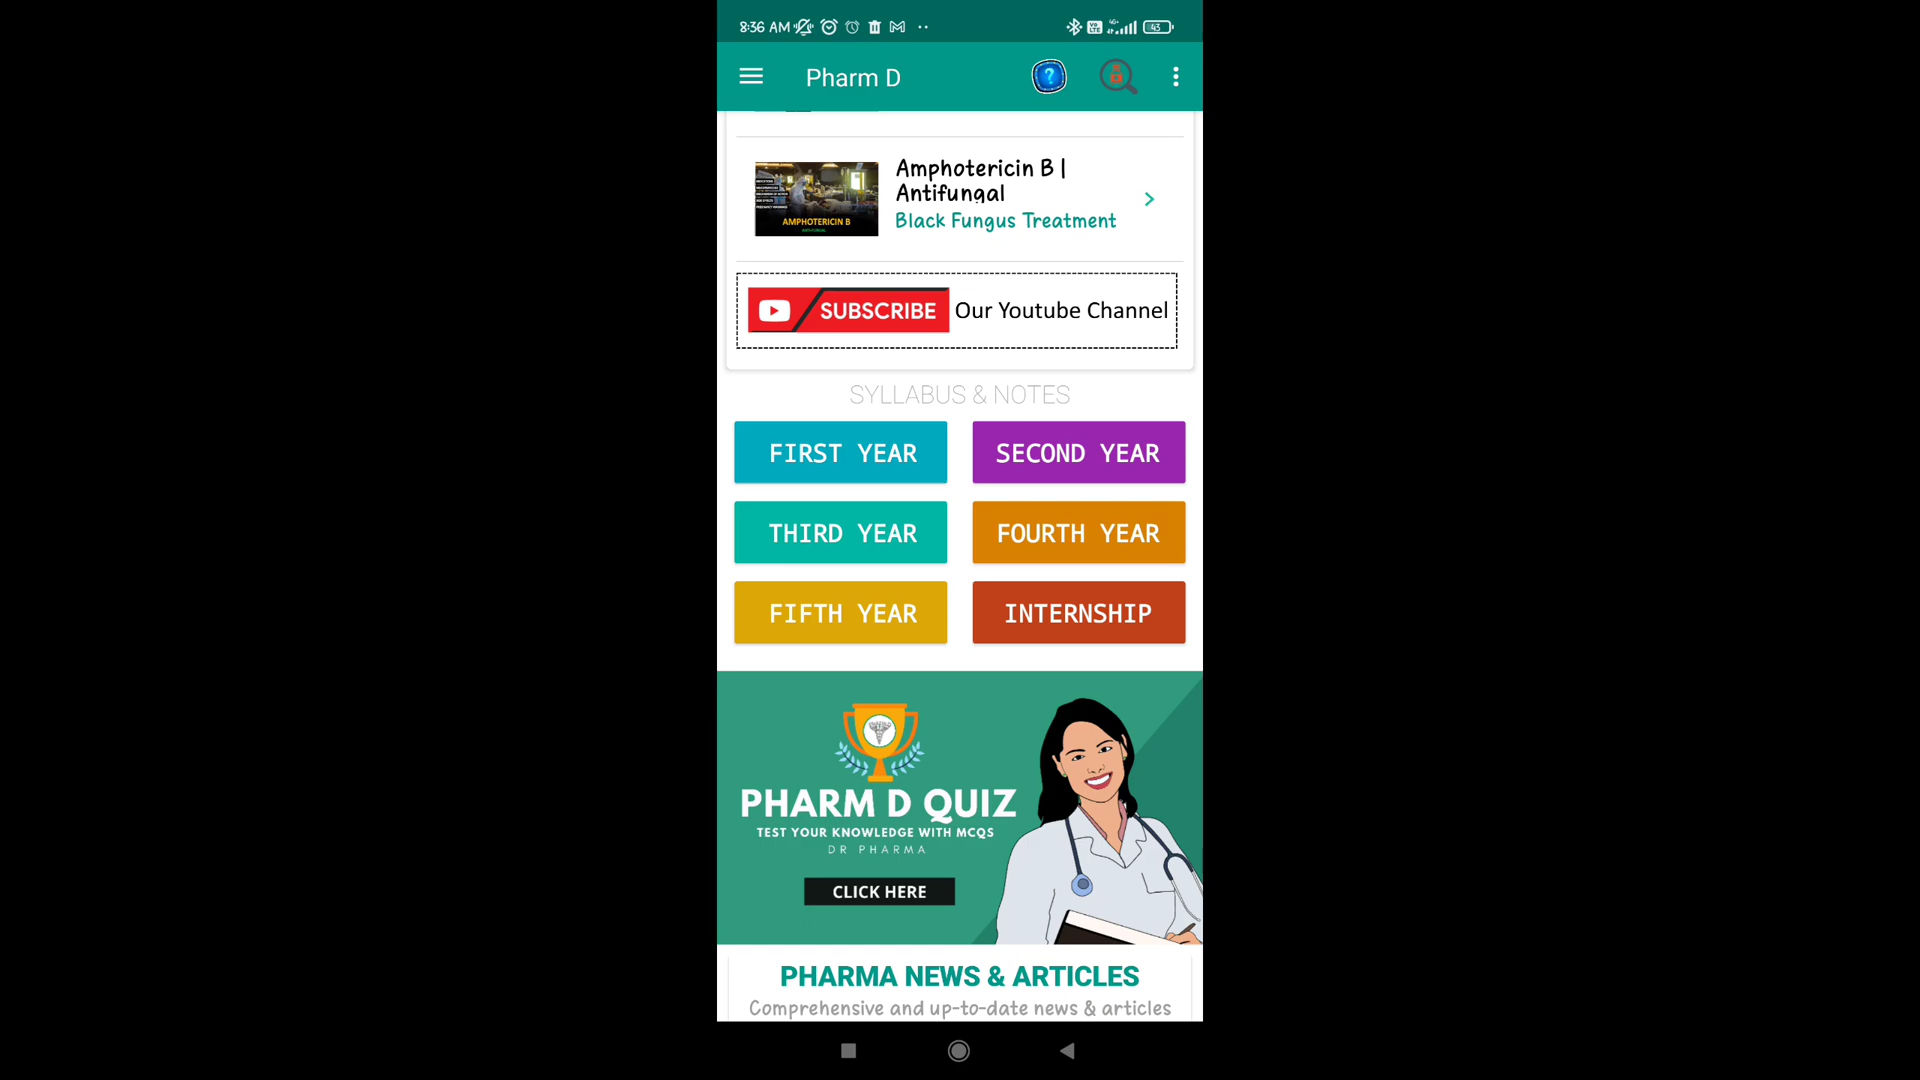 8:36 AM
4G+
43
Pharm D
Amphotericin B |
Antifungal
Black Fungus Treatment
AMPHOTERICIN B
SUBSCRIBE Our Youtube Channel
SYLLABUS & NOTES
FIRST YEAR
SECOND YEAR
THIRD YEAR
FOURTH YEAR
FIFTH YEAR
INTERNSHIP
PHARM D QUIZ
TEST YOUR KNOWLEDGE WITH MCQS
DR PHARMA
CLICK HERE
PHARMA NEWS & ARTICLES
Comprehensive and up-to-date news & articles